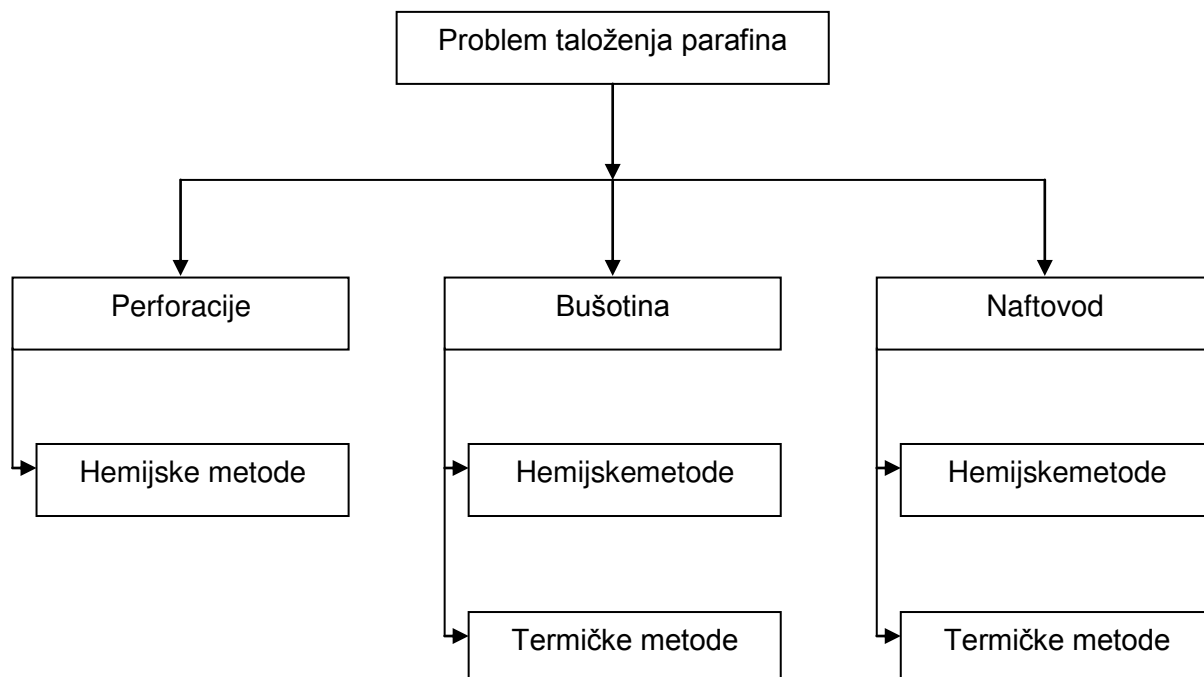 Problem taloženja parafina
Perforacije
Bušotina
Naftovod
Hemijske metode
Hemijskemetode
Hemijskemetode
Termičke metode
Termičke metode